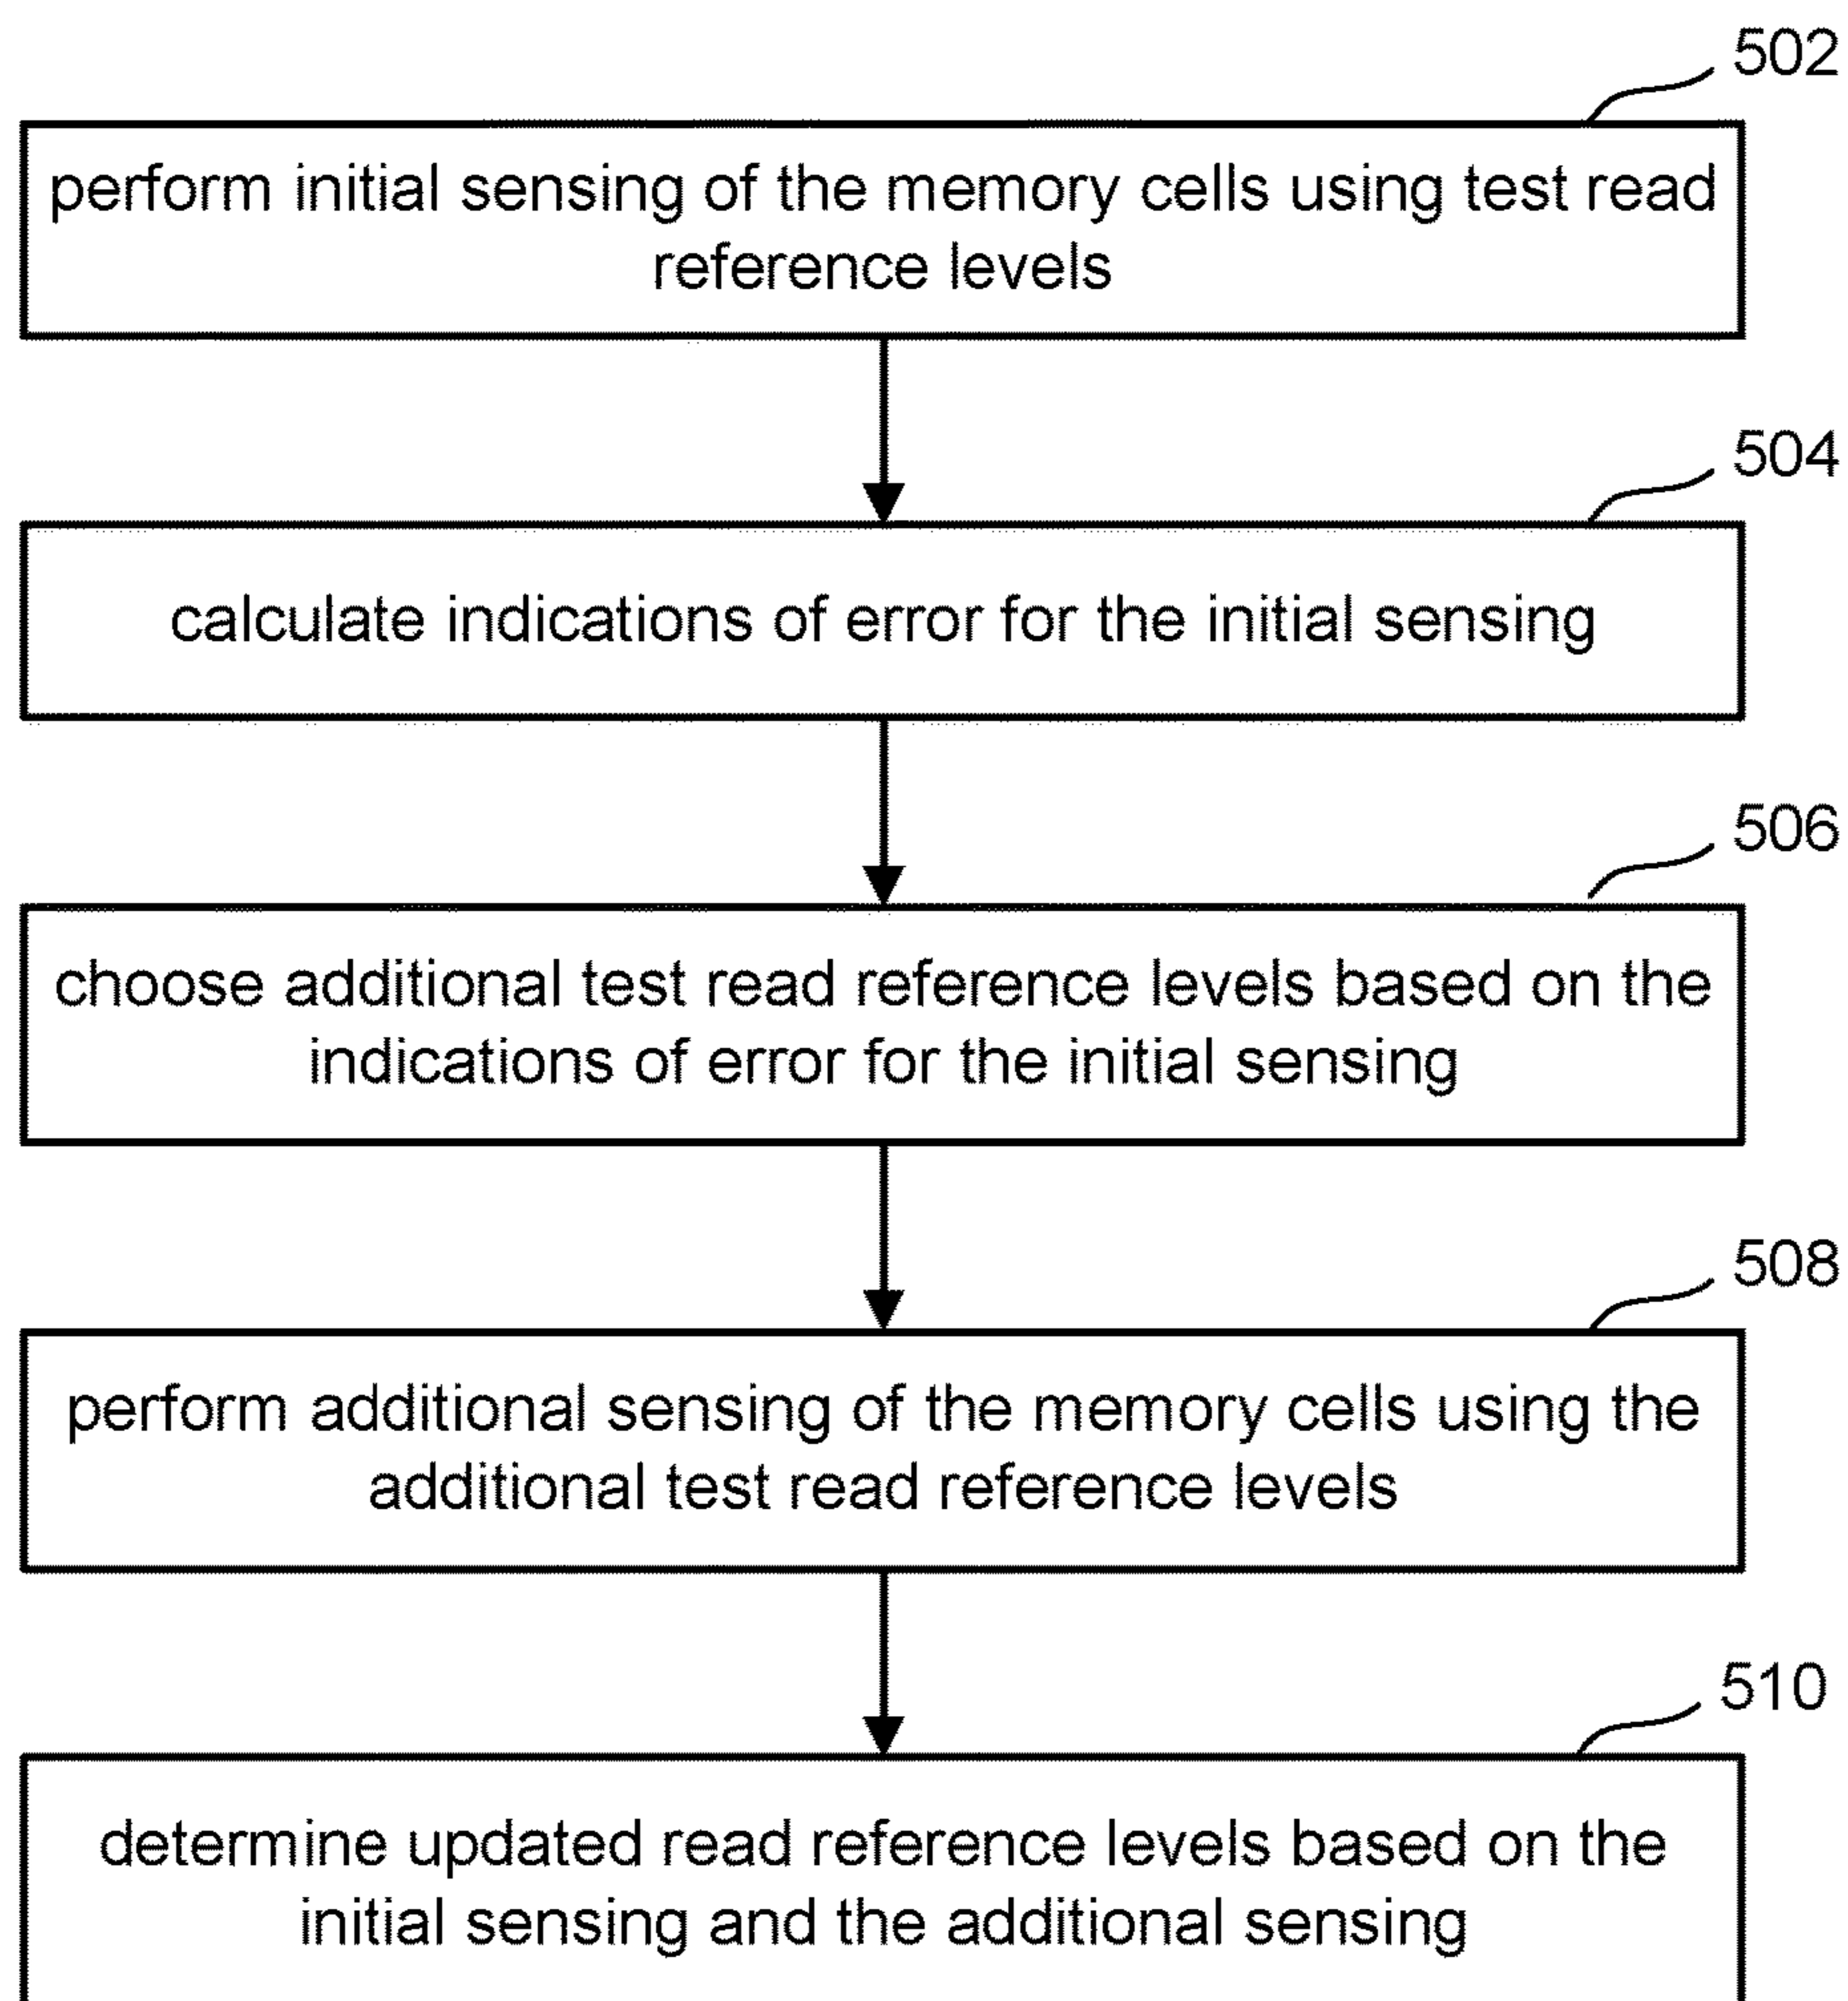 502
perform initial sensing of the memory cells using test read
reference levels
504
calculate indications of error for the initial sensing
506
choose additional test read reference levels based on the
indications of error for the initial sensing
508
perform additional sensing of the memory cells using the
additional test read reference levels
510
determine updated read reference levels based on the
initial sensing and the additional sensing